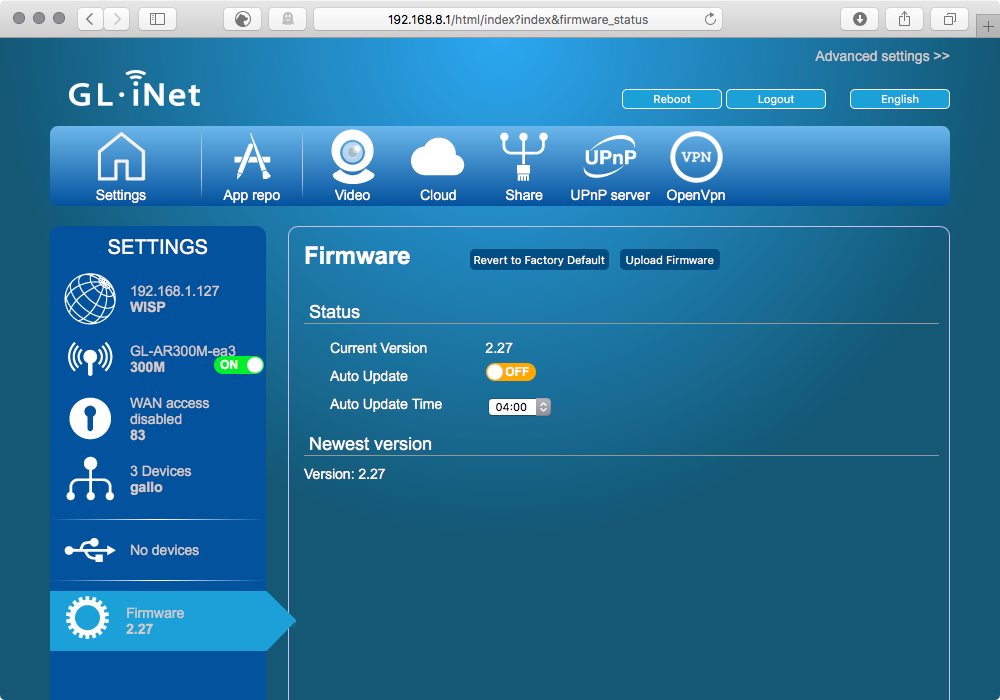 192.168.8.1/html/index?index&firmware_status
Advanced settings >>
GL·iNet
Reboot
Logout
English
UPnP
VPN
Settings
App repo
Video
Cloud
Share
UPnP server
OpenVpn
SETTINGS
192.168.1.127
WISP
GL-AR300M-ea3
300M
ON
WAN access
disabled
83
3 Devices
gallo
No devices
Firmware
2.27
Firmware
Revert to Factory Default
Upload Firmware
Status
Current Version 2.27
Auto Update OFF
Auto Update Time 04:00
Newest version
Version: 2.27